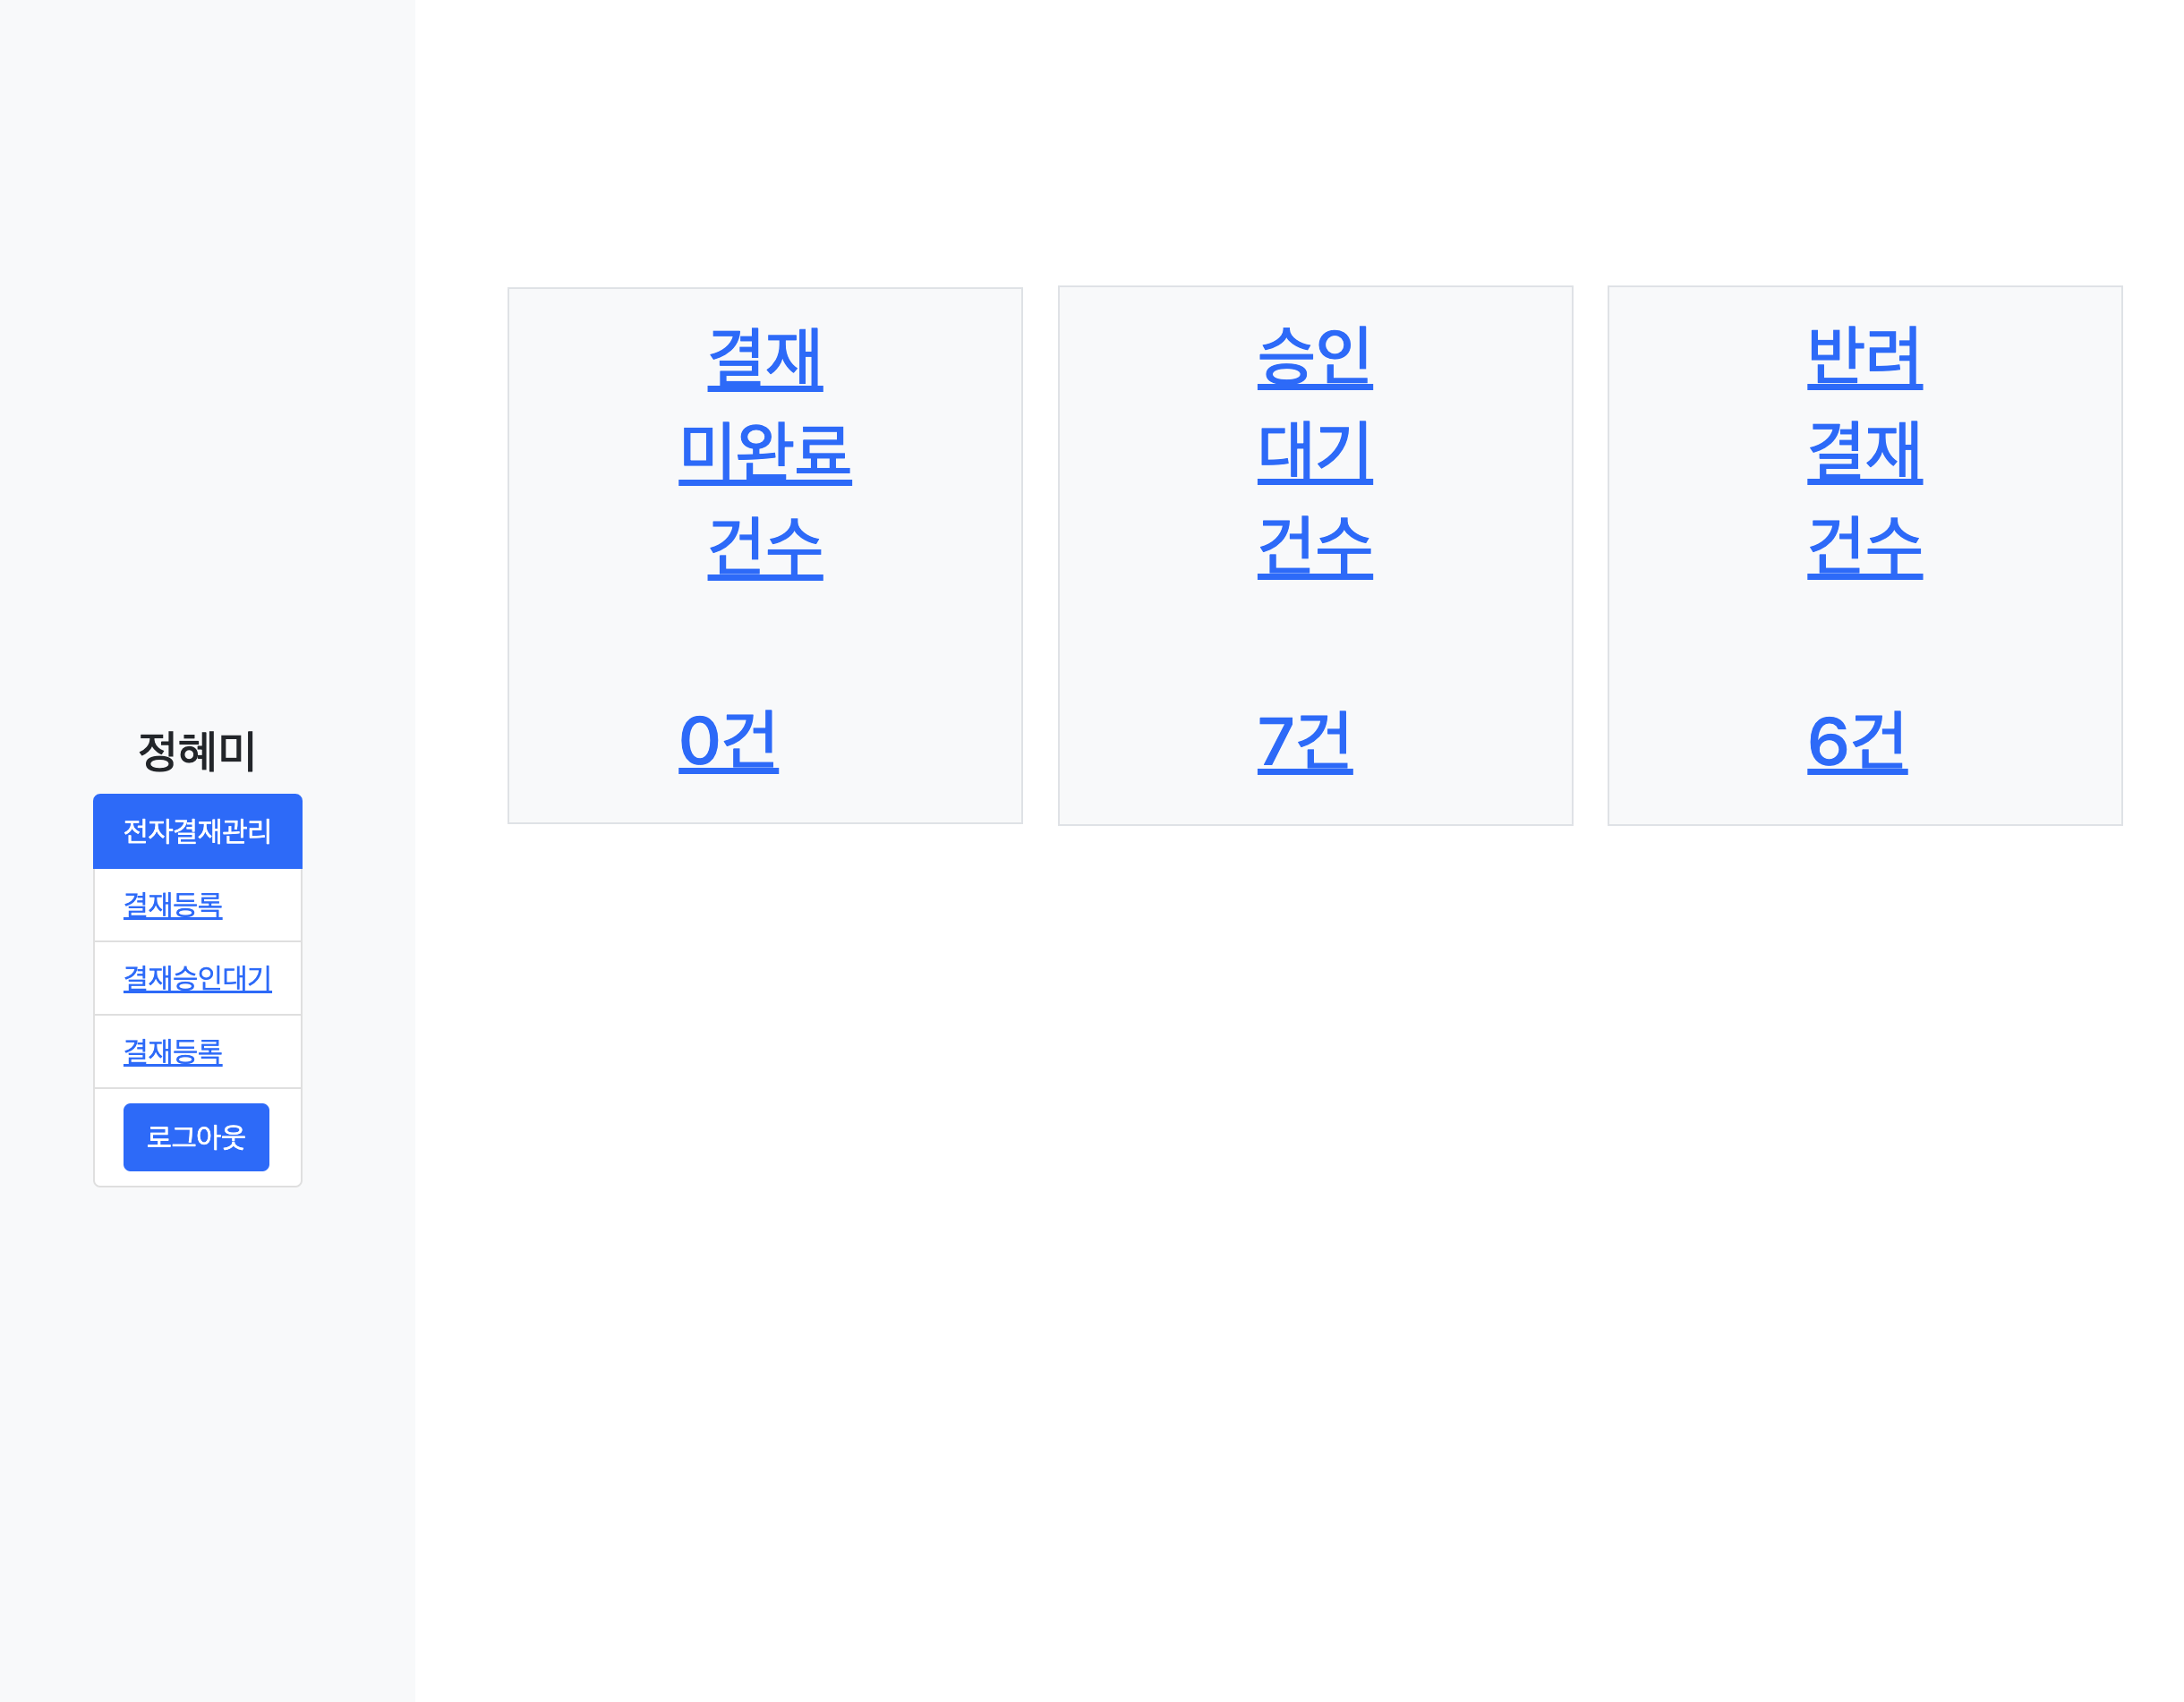 정혜미
전자결재관리
결재등록
결재승인대기
결재등록
로그아웃
결재
미완료
건수
0건
승인
대기
건수
7건
반려
결재
건수
6건